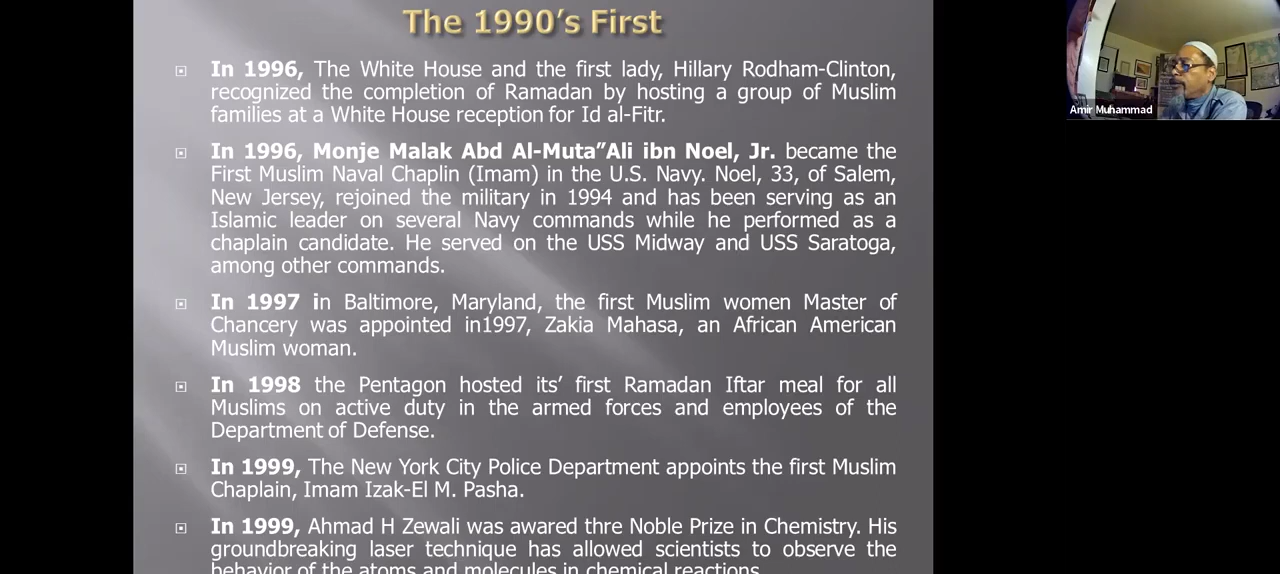 The 1990's First
In 1996, The White House and the first lady, Hillary Rodham-Clinton,
recognized the completion of Ramadan by hosting a group of Muslim
families at a White House reception for Id al-Fitr.
In 1996, Monje Malak Abd Al-Muta"Ali ibn Noel, Jr. became the
First Muslim Naval Chaplin (Imam) in the U.S. Navy. Noel, 33, of Salem,
New Jersey, rejoined the military in 1994 and has been serving as an
Islamic leader on several Navy commands while he performed as a
chaplain candidate. He served on the USS Midway and USS Saratoga,
among other commands.
In 1997 in Baltimore, Maryland, the first Muslim women Master of
Chancery was appointed in1997, Zakia Mahasa, an African American
Muslim woman.
In 1998 the Pentagon hosted its' first Ramadan Iftar meal for all
Muslims on active duty in the armed forces and employees of the
Department of Defense.
In 1999, The New York City Police Department appoints the first Muslim
Chaplain, Imam Izak-El M. Pasha.
In 1999, Ahmad H Zewali was awared thre Noble Prize in Chemistry. His
groundbreaking laser technique has allowed scientists to observe the
behavior of the atoms and molecules in chemical reactions.
Amir Muhammad